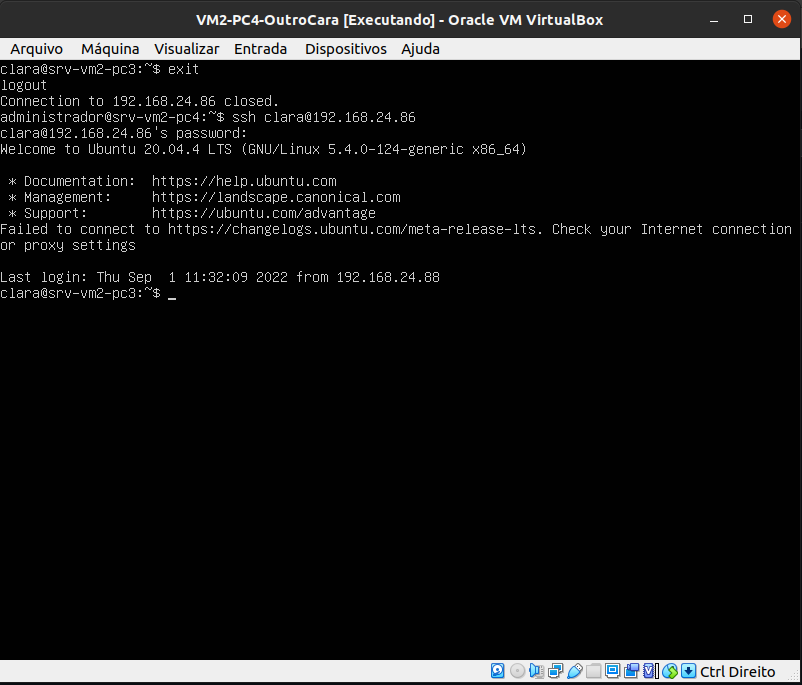 VM2-PC4-OutroCara [Executando] - Oracle VM VirtualBox
Arquivo Máquina Visualizar Entrada Dispositivos Ajuda
clara@srv-vm2-pc3:~$ exit
logout
Connection to 192.168.24.86 closed.
administrador@srv-vm2-pc4:~$ ssh clara@192.168.24.86
clara@192.168.24.86's password:
Welcome to Ubuntu 20.04.4 LTS (GNU/Linux 5.4.0-124-generic x86_64)
* Documentation: https://help.ubuntu.com
* Management: https://landscape.canonical.com
* Support: https://ubuntu.com/advantage
Failed to connect to https://changelogs.ubuntu.com/meta-release-lts. Check your Internet connection
or proxy settings
Last login: Thu Sep 1 11:32:09 2022 from 192.168.24.88
clara@srv-vm2-pc3:~$ _
Ctrl Direito